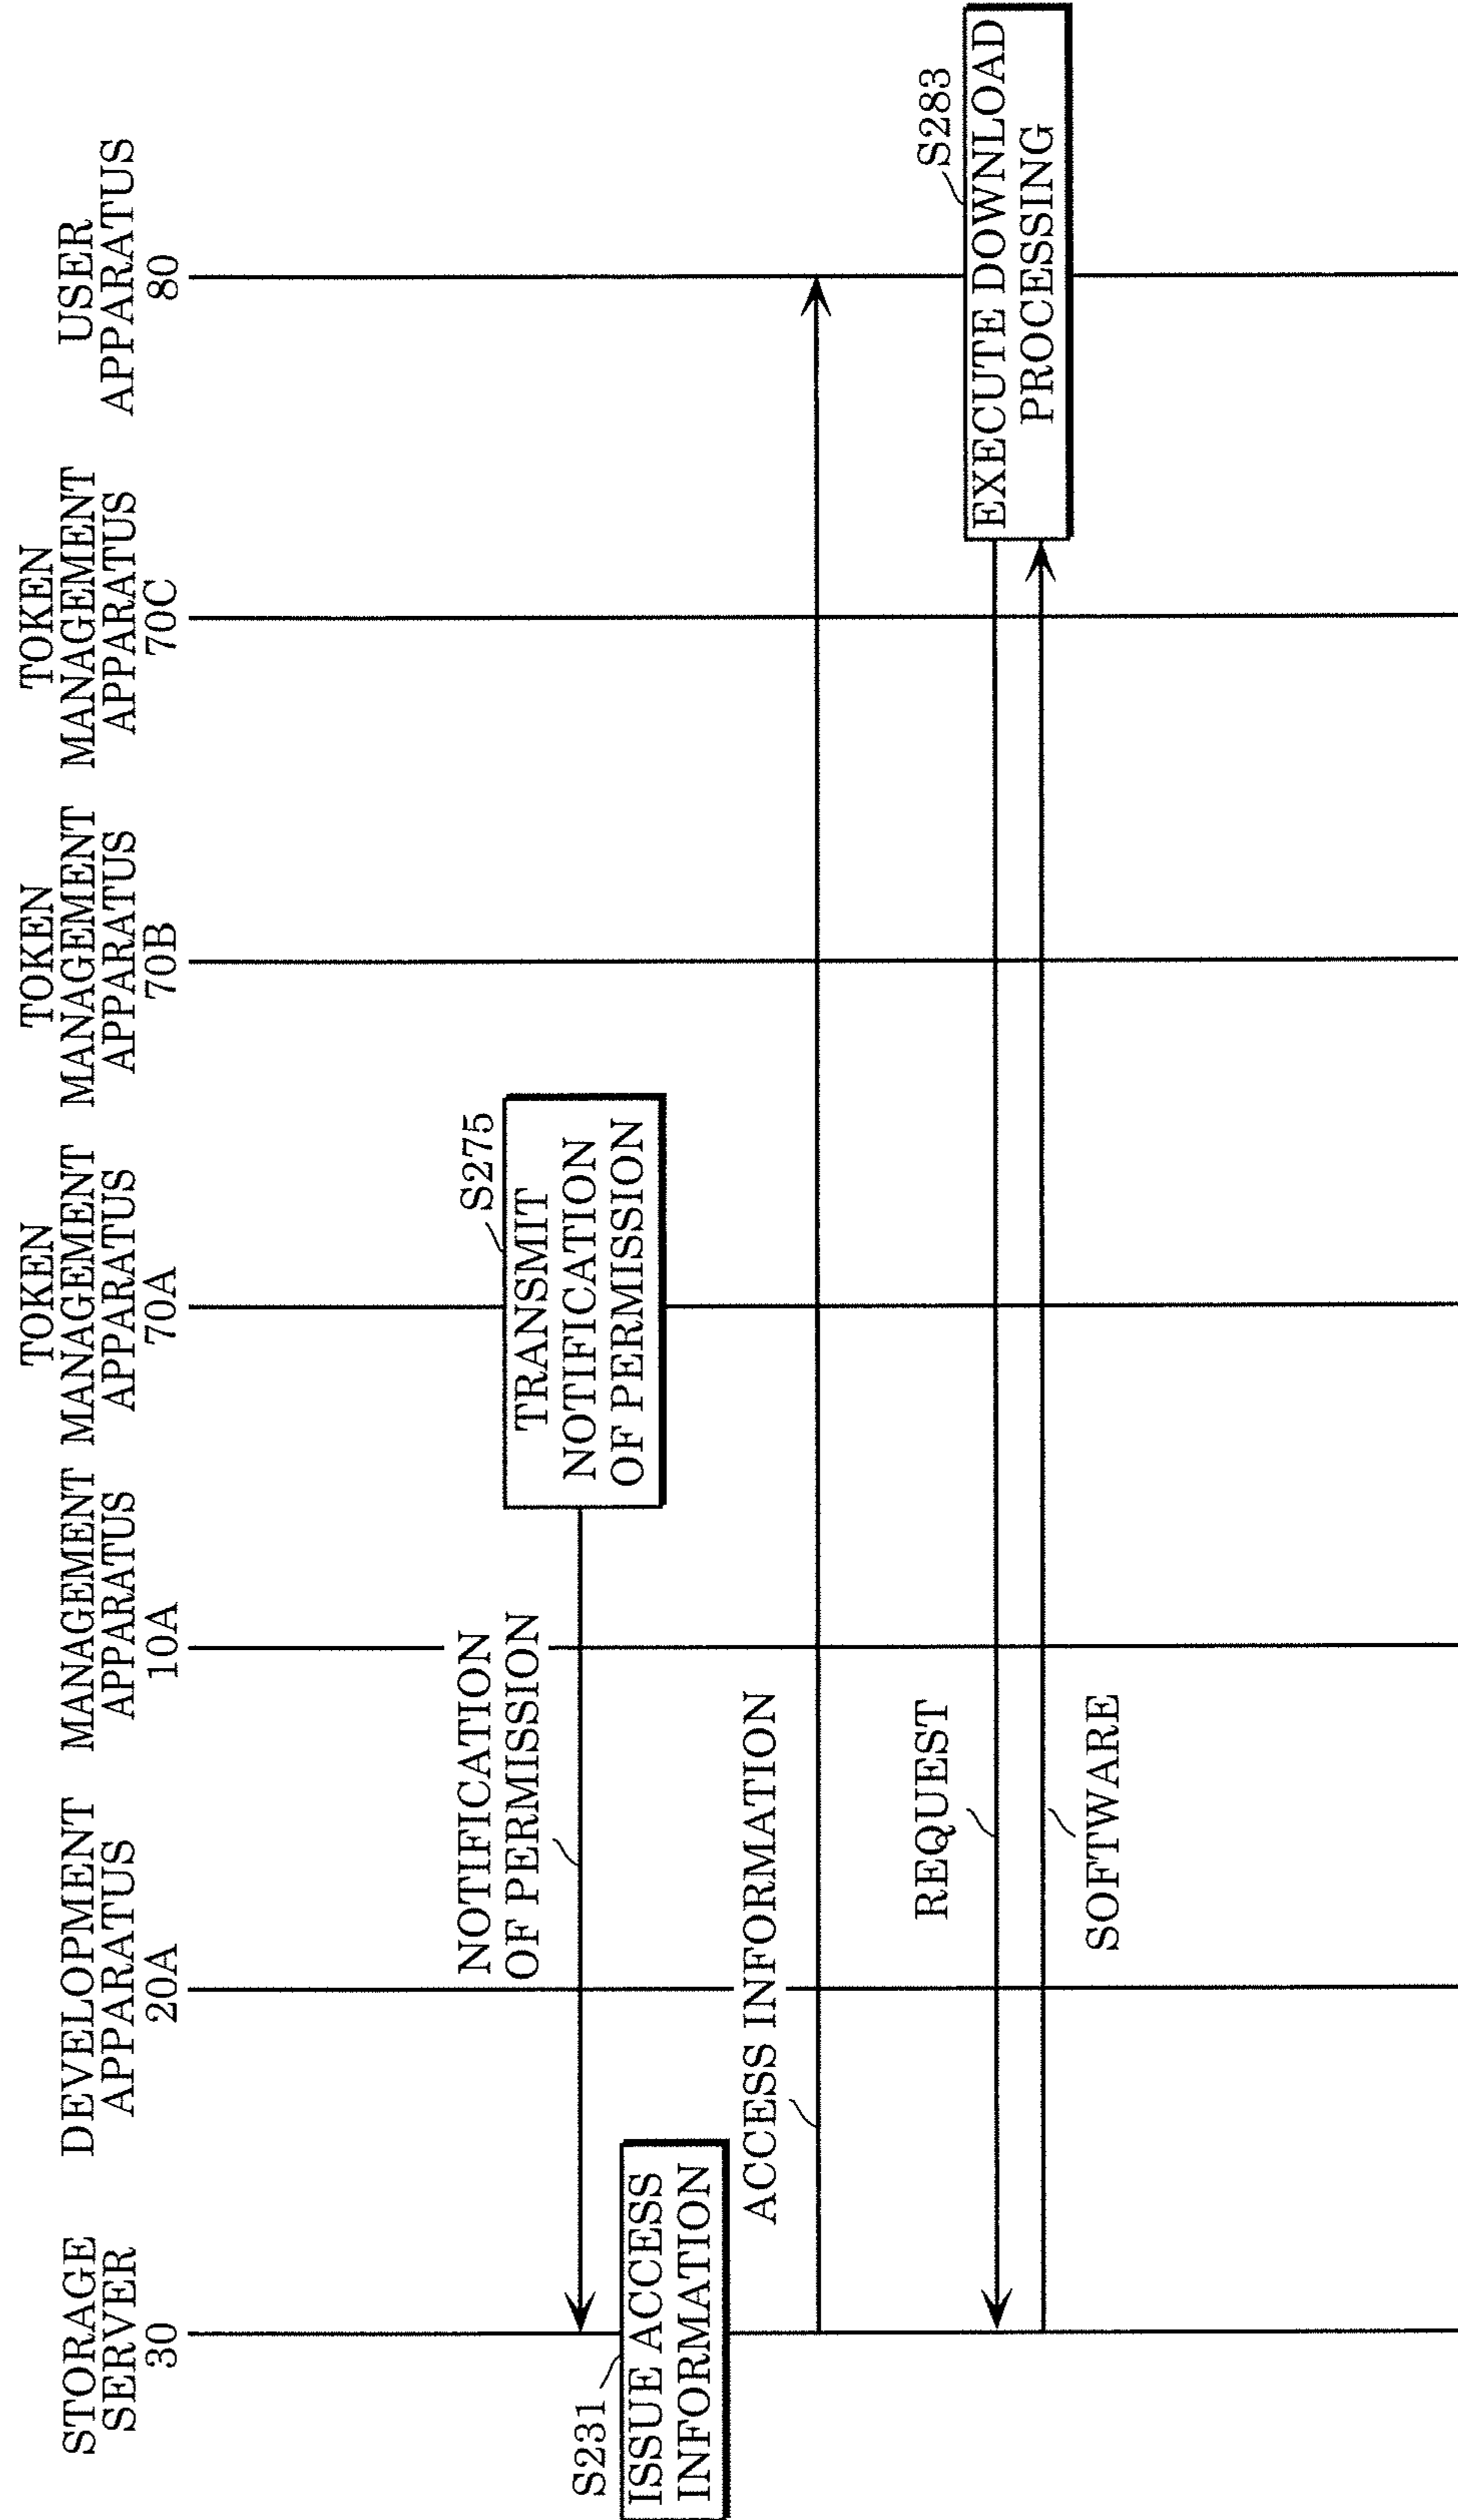 STORAGE
SERVER
30
DEVELOPMENT
APPARATUS
20A
MANAGEMENT
APPARATUS
10A
TOKEN
MANAGEMENT
APPARATUS
70A
TOKEN
MANAGEMENT
APPARATUS
70B
TOKEN
MANAGEMENT
APPARATUS
70C
USER
APPARATUS
80
S275
TRANSMIT
NOTIFICATION
OF PERMISSION
NOTIFICATION
OF PERMISSION
S231
ISSUE ACCESS
INFORMATION
ACCESS INFORMATION
S283
EXECUTE DOWNLOAD
PROCESSING
REQUEST
SOFTWARE